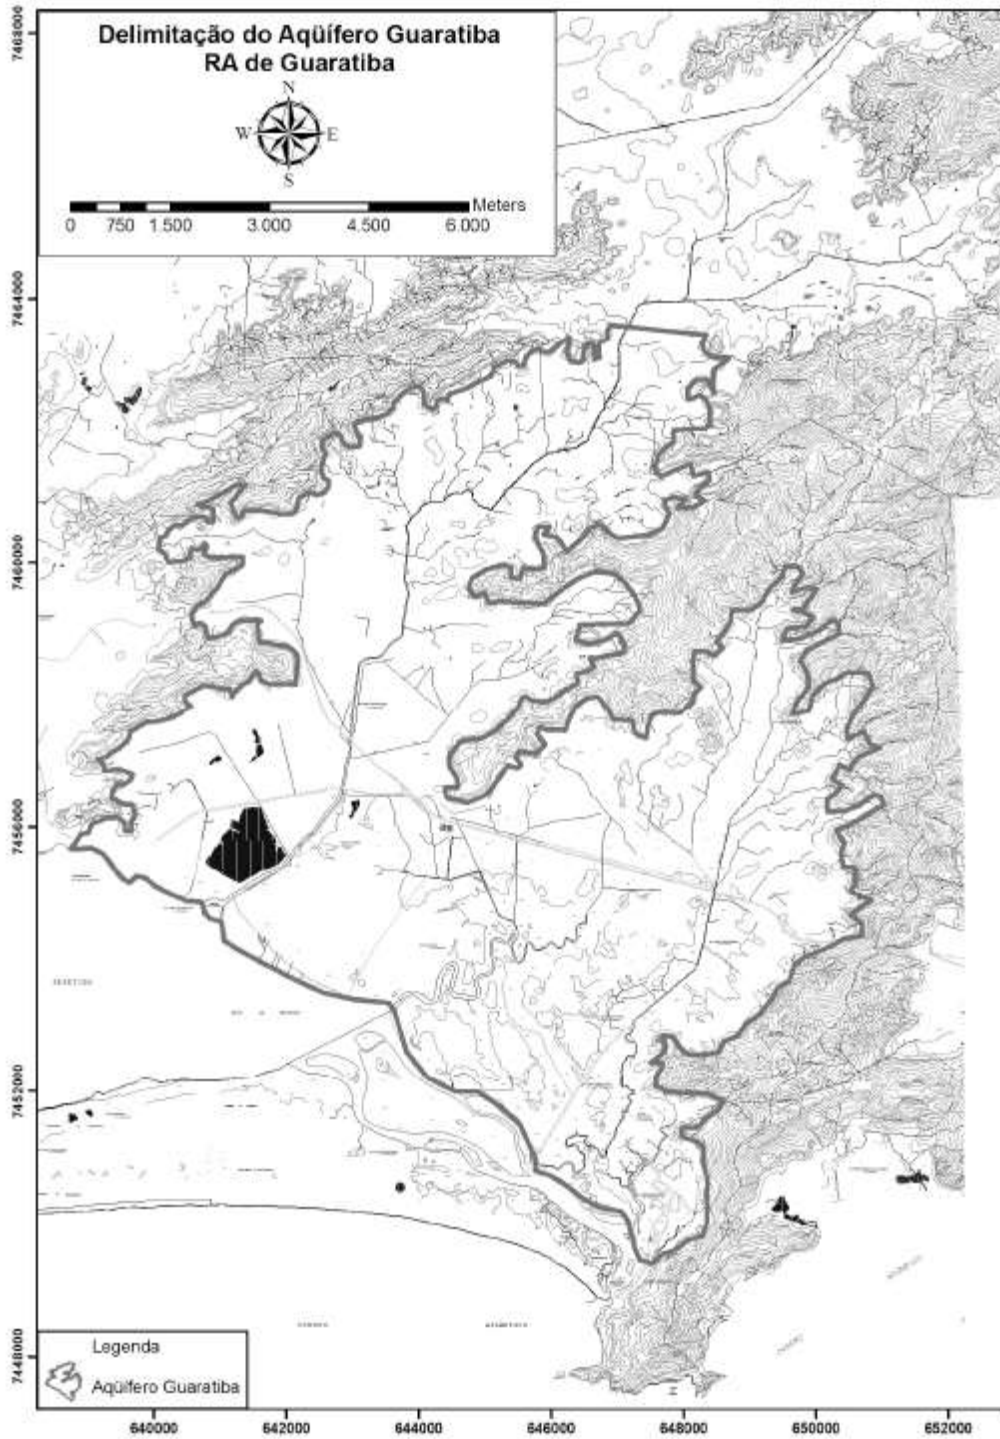 Delimitação do Aqüífero Guaratiba
RA de Guaratiba
N
W E
S
Meters
0 750 1.500 3.000 4.500 6.000
7468000
7464000
7460000
7456000
7452000
7448000
Legenda
Aqüífero Guaratiba
640000 642000 644000 646000 648000 650000 652000